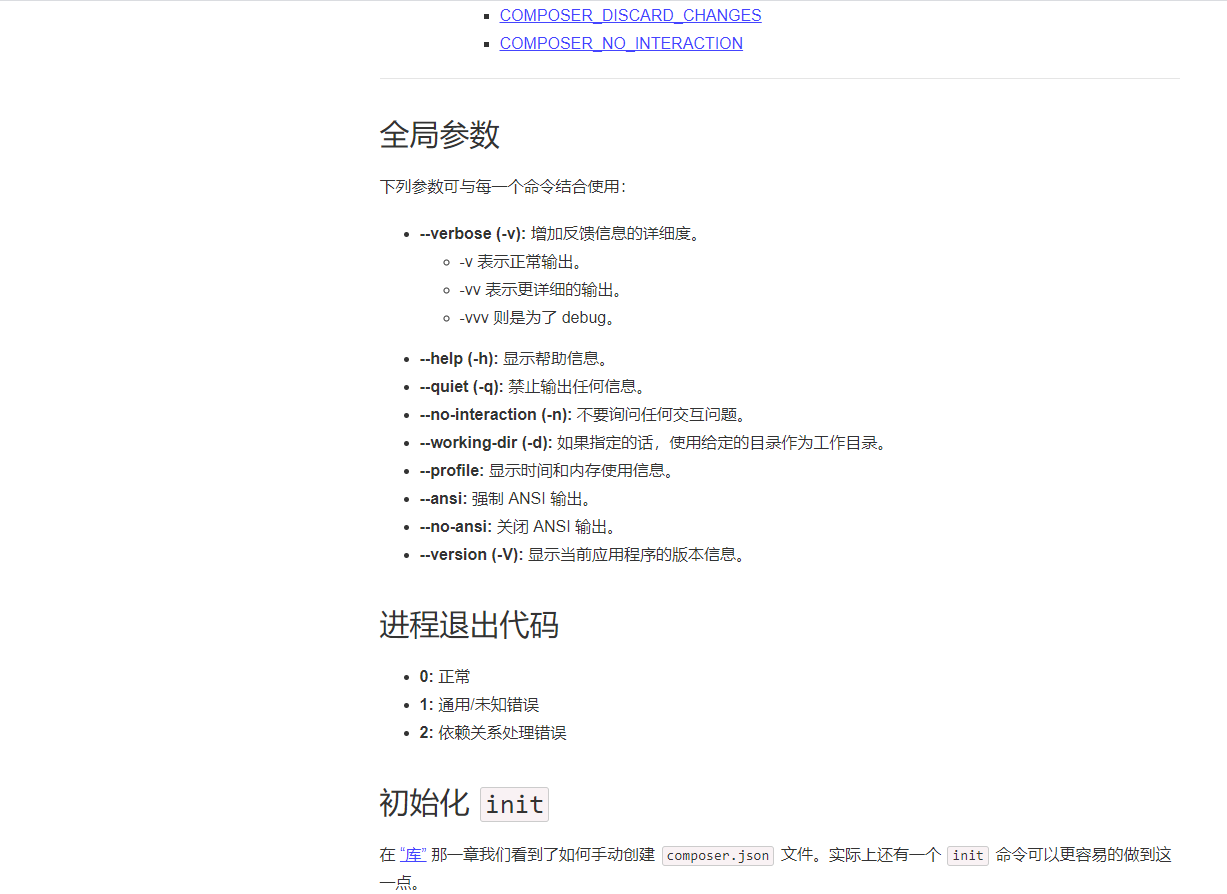 COMPOSER_DISCARD_CHANGES
COMPOSER_NO_INTERACTION
全局参数
下列参数可与每一个命令结合使用：
--verbose (-v): 增加反馈信息的详细度。
-v 表示正常输出。
-vv 表示更详细的输出。
-vvv 则是为了 debug。
--help (-h): 显示帮助信息。
--quiet (-q): 禁止输出任何信息。
--no-interaction (-n): 不要询问任何交互问题。
--working-dir (-d): 如果指定的话，使用给定的目录作为工作目录。
--profile: 显示时间和内存使用信息。
--ansi: 强制 ANSI 输出。
--no-ansi: 关闭 ANSI 输出。
--version (-V): 显示当前应用程序的版本信息。
进程退出代码
0: 正常
1: 通用/未知错误
2: 依赖关系处理错误
初始化 init
在 “库” 那一章我们看到了如何手动创建 composer.json 文件。实际上还有一个 init 命令可以更容易的做到这
一点。